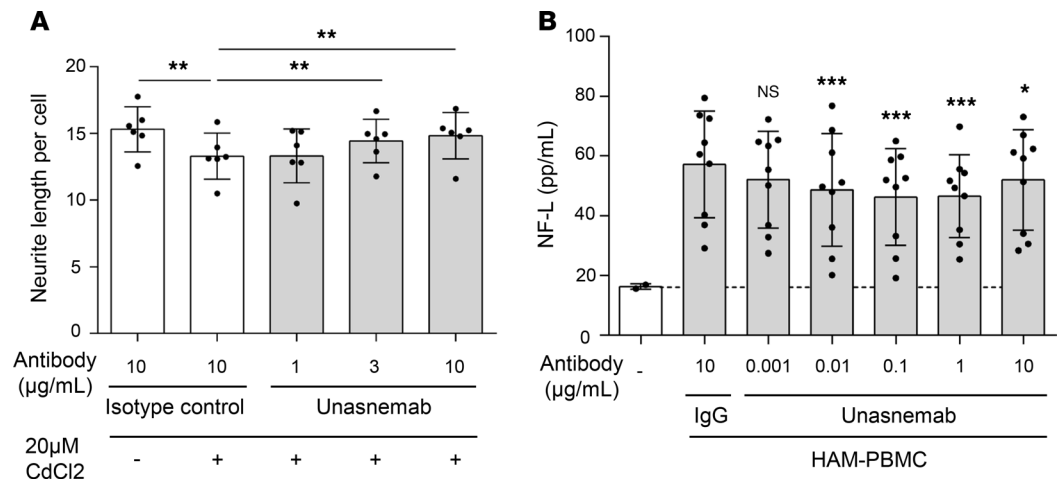 A
Neurite length per cell
20
15
10
5
0
** ** **
Antibody (µg/mL)
10 10 1 3 10
Isotype control Unasnemab
20µM CdCl2
- + + + +
B
NF-L (pp/mL)
100
80
60
40
20
0
NS *** *** *** *
Antibody (µg/mL)
- 10 0.001 0.01 0.1 1 10
IgG Unasnemab
HAM-PBMC